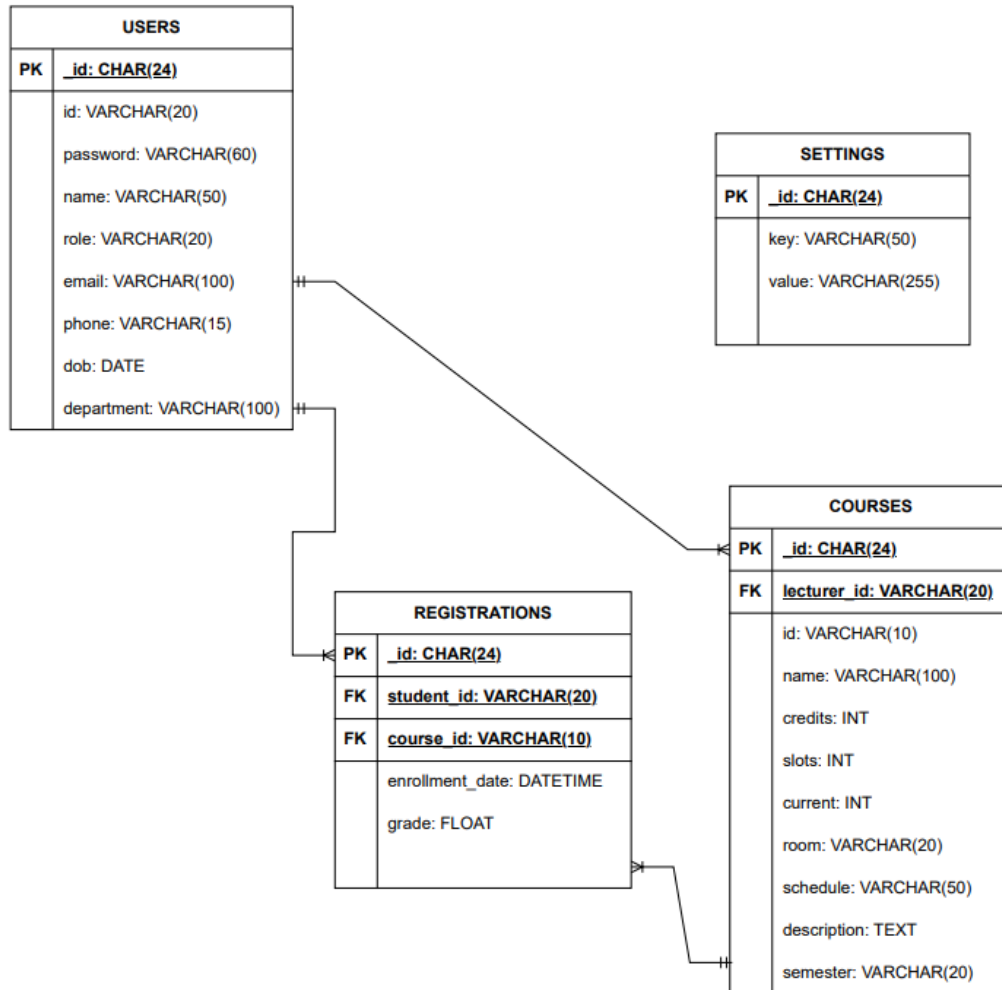 USERS
PK _id: CHAR(24)
id: VARCHAR(20)
password: VARCHAR(60)
name: VARCHAR(50)
role: VARCHAR(20)
email: VARCHAR(100)
phone: VARCHAR(15)
dob: DATE
department: VARCHAR(100)
SETTINGS
PK _id: CHAR(24)
key: VARCHAR(50)
value: VARCHAR(255)
REGISTRATIONS
PK _id: CHAR(24)
FK student_id: VARCHAR(20)
FK course_id: VARCHAR(10)
enrollment_date: DATETIME
grade: FLOAT
COURSES
PK _id: CHAR(24)
FK lecturer_id: VARCHAR(20)
id: VARCHAR(10)
name: VARCHAR(100)
credits: INT
slots: INT
current: INT
room: VARCHAR(20)
schedule: VARCHAR(50)
description: TEXT
semester: VARCHAR(20)